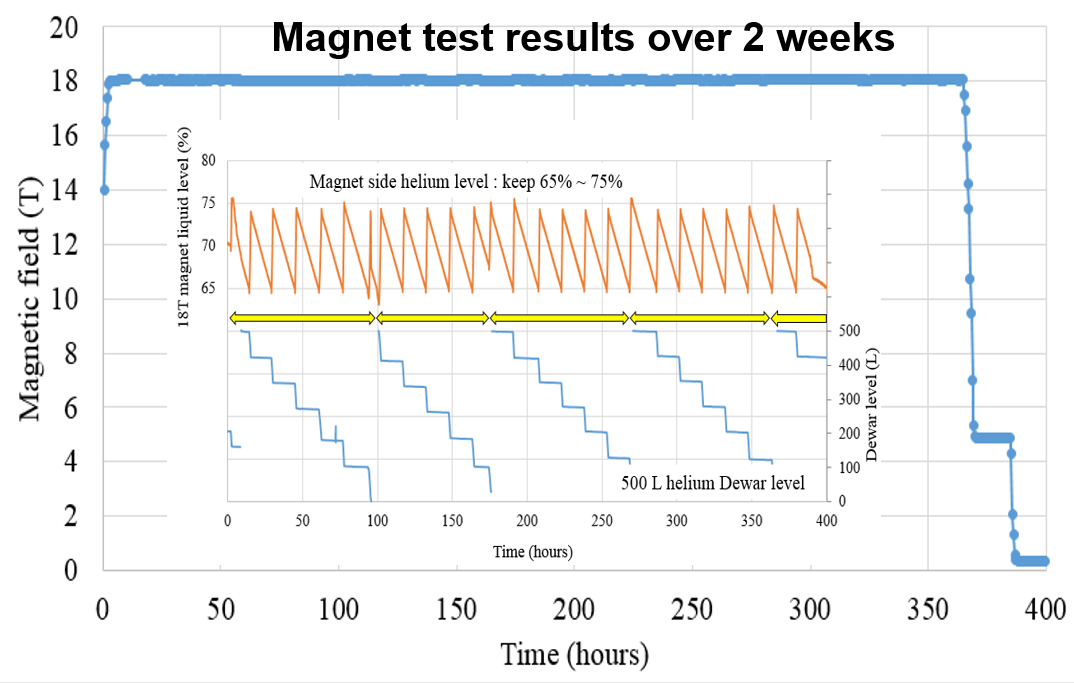 Magnet test results over 2 weeks
20
18
16
14
12
10
8
6
4
2
0
Magnetic field (T)
0 50 100 150 200 250 300 350 400
Time (hours)
18T magnet liquid level (%)
80
75
70
65
Magnet side helium level : keep 65% ~ 75%
500
400
300
200
100
0
Dewar level (L)
500 L helium Dewar level
0 50 100 150 200 250 300 350 400
Time (hours)